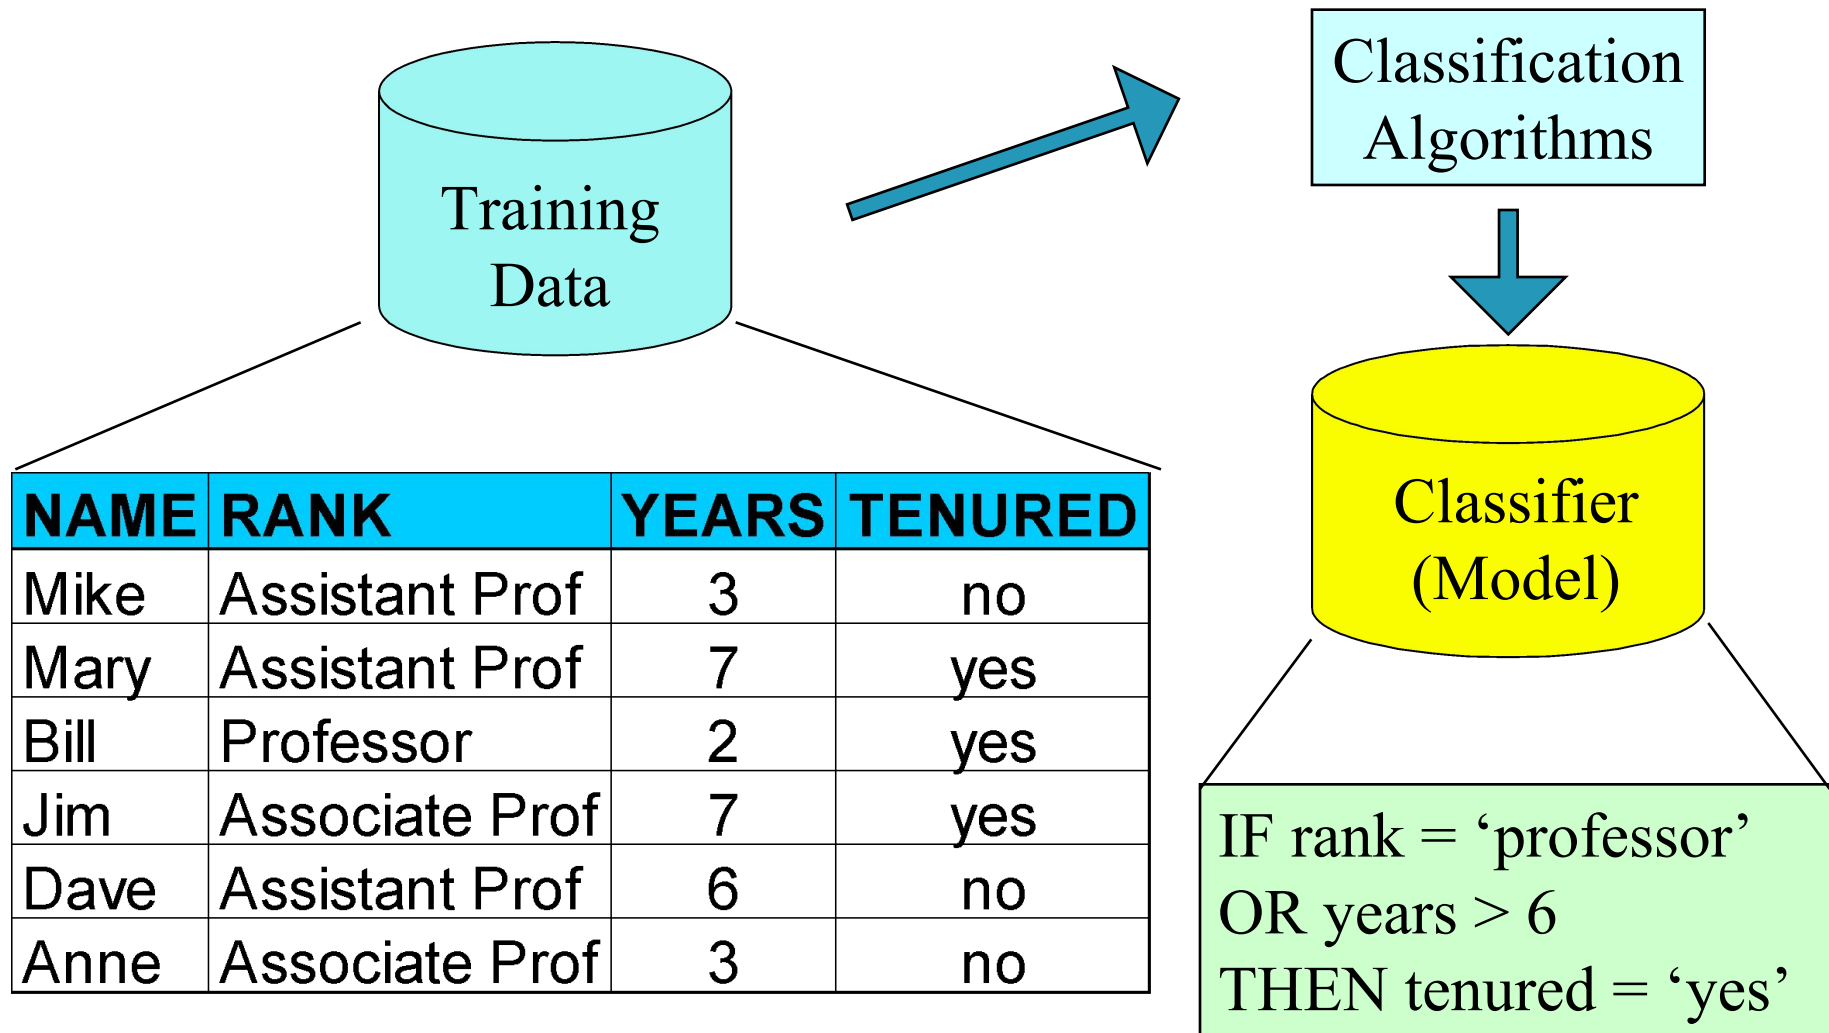 Training
Data
Classification
Algorithms
NAME RANK YEARS TENURED
Mike Assistant Prof 3 no
Mary Assistant Prof 7 yes
Bill Professor 2 yes
Jim Associate Prof 7 yes
Dave Assistant Prof 6 no
Anne Associate Prof 3 no
Classifier
(Model)
IF rank = ‘professor’
OR years > 6
THEN tenured = ‘yes’